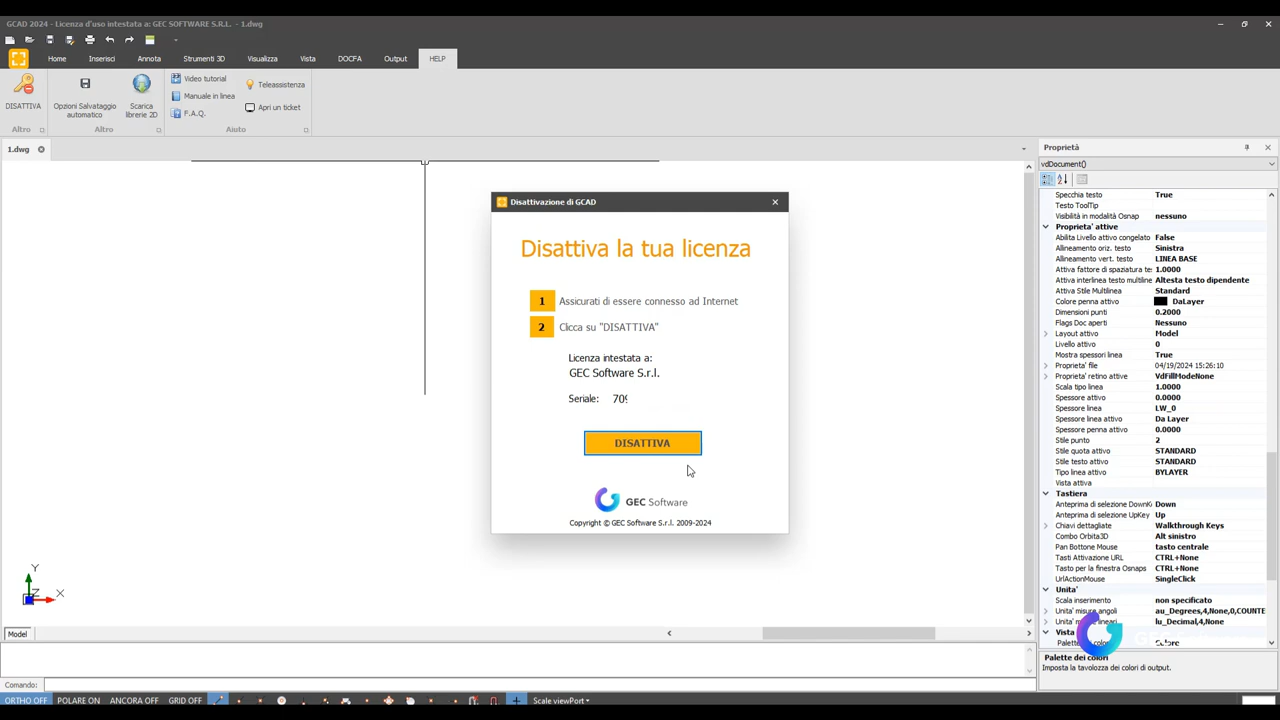 GCAD 2024 - Licenza d'uso intestata a: GEC SOFTWARE S.R.L. - 1.dwg
Home Inserisci Annota Strumenti 3D Visualizza Vista DOCFA Output HELP
DISATTIVA
Opzioni Salvataggio automatico
Scarica librerie 2D
Video tutorial
Manuale in linea
F.A.Q.
Teleassistenza
Apri un ticket
Altro Altro Aiuto
1.dwg
Disattivazione di GCAD
Disattiva la tua licenza
1 Assicurati di essere connesso ad Internet
2 Clicca su "DISATTIVA"
Licenza intestata a:
GEC Software S.r.l.
Seriale: 709
DISATTIVA
GEC Software
Copyright © GEC Software S.r.l. 2009-2024
Proprietà
vdDocument()
Specchia testo True
Testo ToolTip
Visibilità in modalità Osnap nessuno
Proprieta' attive
Abilita Livello attivo congelato False
Allineamento oriz. testo Sinistra
Allineamento vert. testo LINEA BASE
Attiva fattore di spaziatura te 1.0000
Attiva interlinea testo multiline Altesta testo dipendente
Attiva Stile Multilinea Standard
Colore penna attivo DaLayer
Dimensioni punti 0.2000
Flags Doc aperti Nessuno
Layout attivo Model
Livello attivo 0
Mostra spessori linea True
Proprieta' file 04/19/2024 15:26:10
Proprieta' retino attive VdFillModeNone
Scala tipo linea 1.0000
Spessore attivo 0.0000
Spessore linea LW_0
Spessore linea attivo Da Layer
Spessore penna attivo 0.0000
Stile punto 2
Stile quota attivo STANDARD
Stile testo attivo STANDARD
Tipo linea attivo BYLAYER
Vista attiva
Tastiera
Anteprima di selezione DownKe Down
Anteprima di selezione UpKey Up
Chiavi dettagliate Walkthrough Keys
Combo Orbita3D Alt sinistro
Pan Bottone Mouse tasto centrale
Tasti Attivazione URL CTRL+None
Tasto per la finestra Osnaps CTRL+None
UrlActionMouse SingleClick
Unita'
Scala inserimento non specificato
Unita' misure angoli au_Degrees,4,None,0,COUNTE
Unita' misure lineari lu_Decimal,4,None
Vista
Palette dei colori
Imposta la tavolozza dei colori di output.
Y
Z
X
Model
Comando:
ORTHO OFF POLARE ON ANCORA OFF GRID OFF Scale viewPort